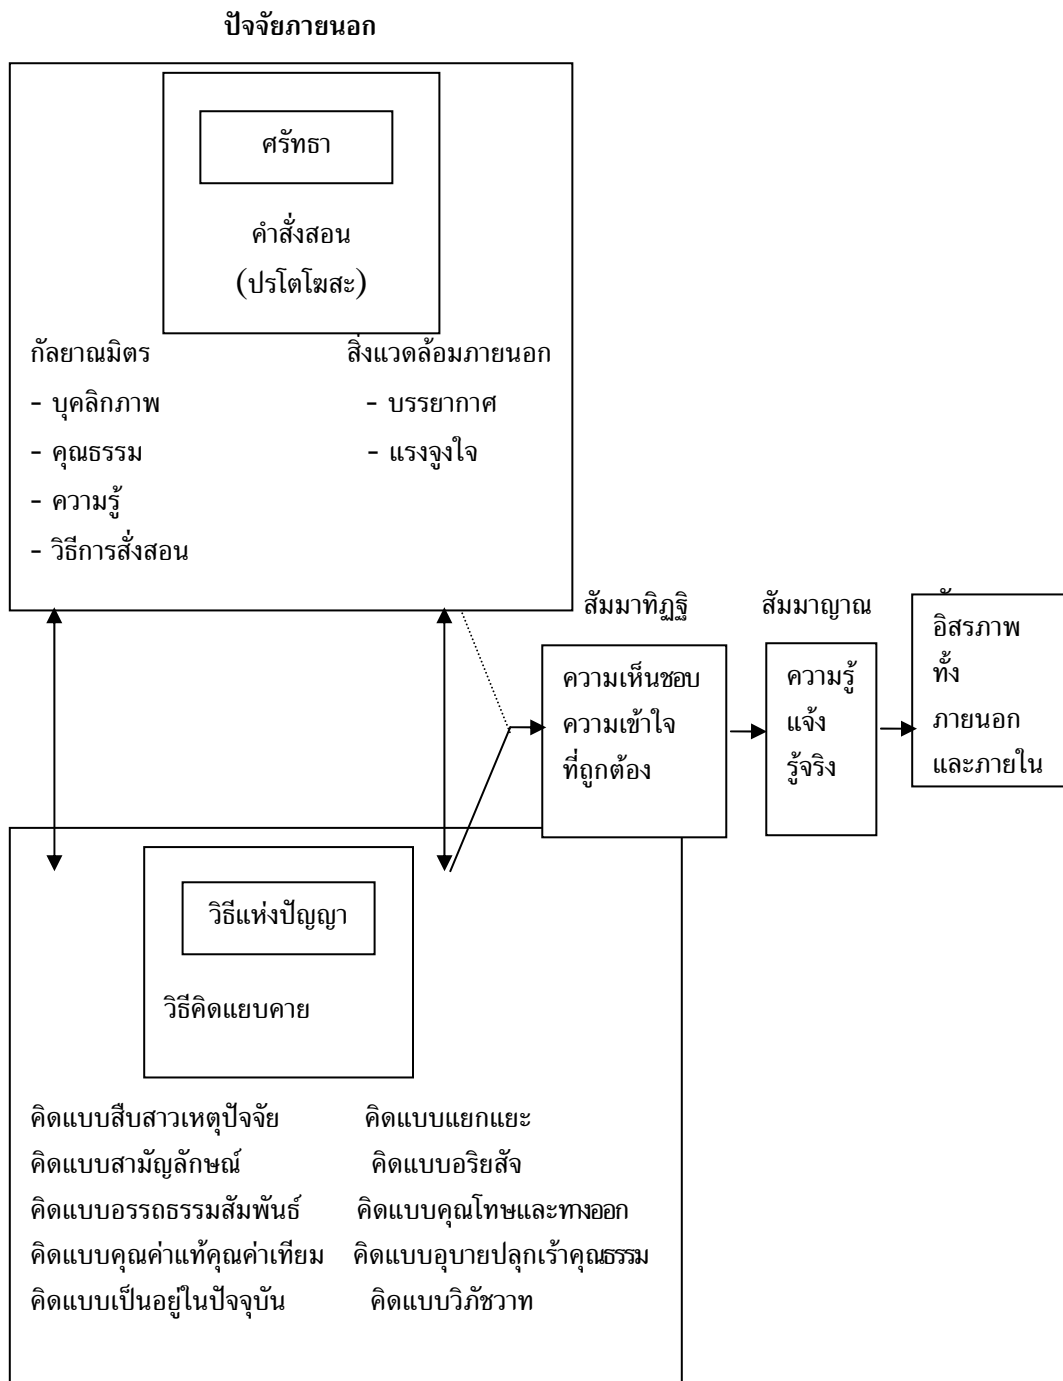 ปัจจัยภายนอก
ศรัทธา
คำสั่งสอน
(ปรโตโฆสะ)
กัลยาณมิตร
- บุคลิกภาพ
- คุณธรรม
- ความรู้
- วิธีการสั่งสอน
สิ่งแวดล้อมภายนอก
- บรรยากาศ
- แรงจูงใจ
สัมมาทิฏฐิ
ความเห็นชอบ
ความเข้าใจ
ที่ถูกต้อง
สัมมาญาณ
ความรู้
แจ้ง
รู้จริง
อิสรภาพ
ทั้ง
ภายนอก
และภายใน
วิธีแห่งปัญญา
วิธีคิดแยบคาย
คิดแบบสืบสาวเหตุปัจจัย คิดแบบแยกแยะ
คิดแบบสามัญลักษณ์ คิดแบบอริยสัจ
คิดแบบอรรถธรรมสัมพันธ์ คิดแบบคุณโทษและทางออก
คิดแบบคุณค่าแท้คุณค่าเทียม คิดแบบอุบายปลุกเร้าคุณธรรม
คิดแบบเป็นอยู่ในปัจจุบัน คิดแบบวิภัชวาท